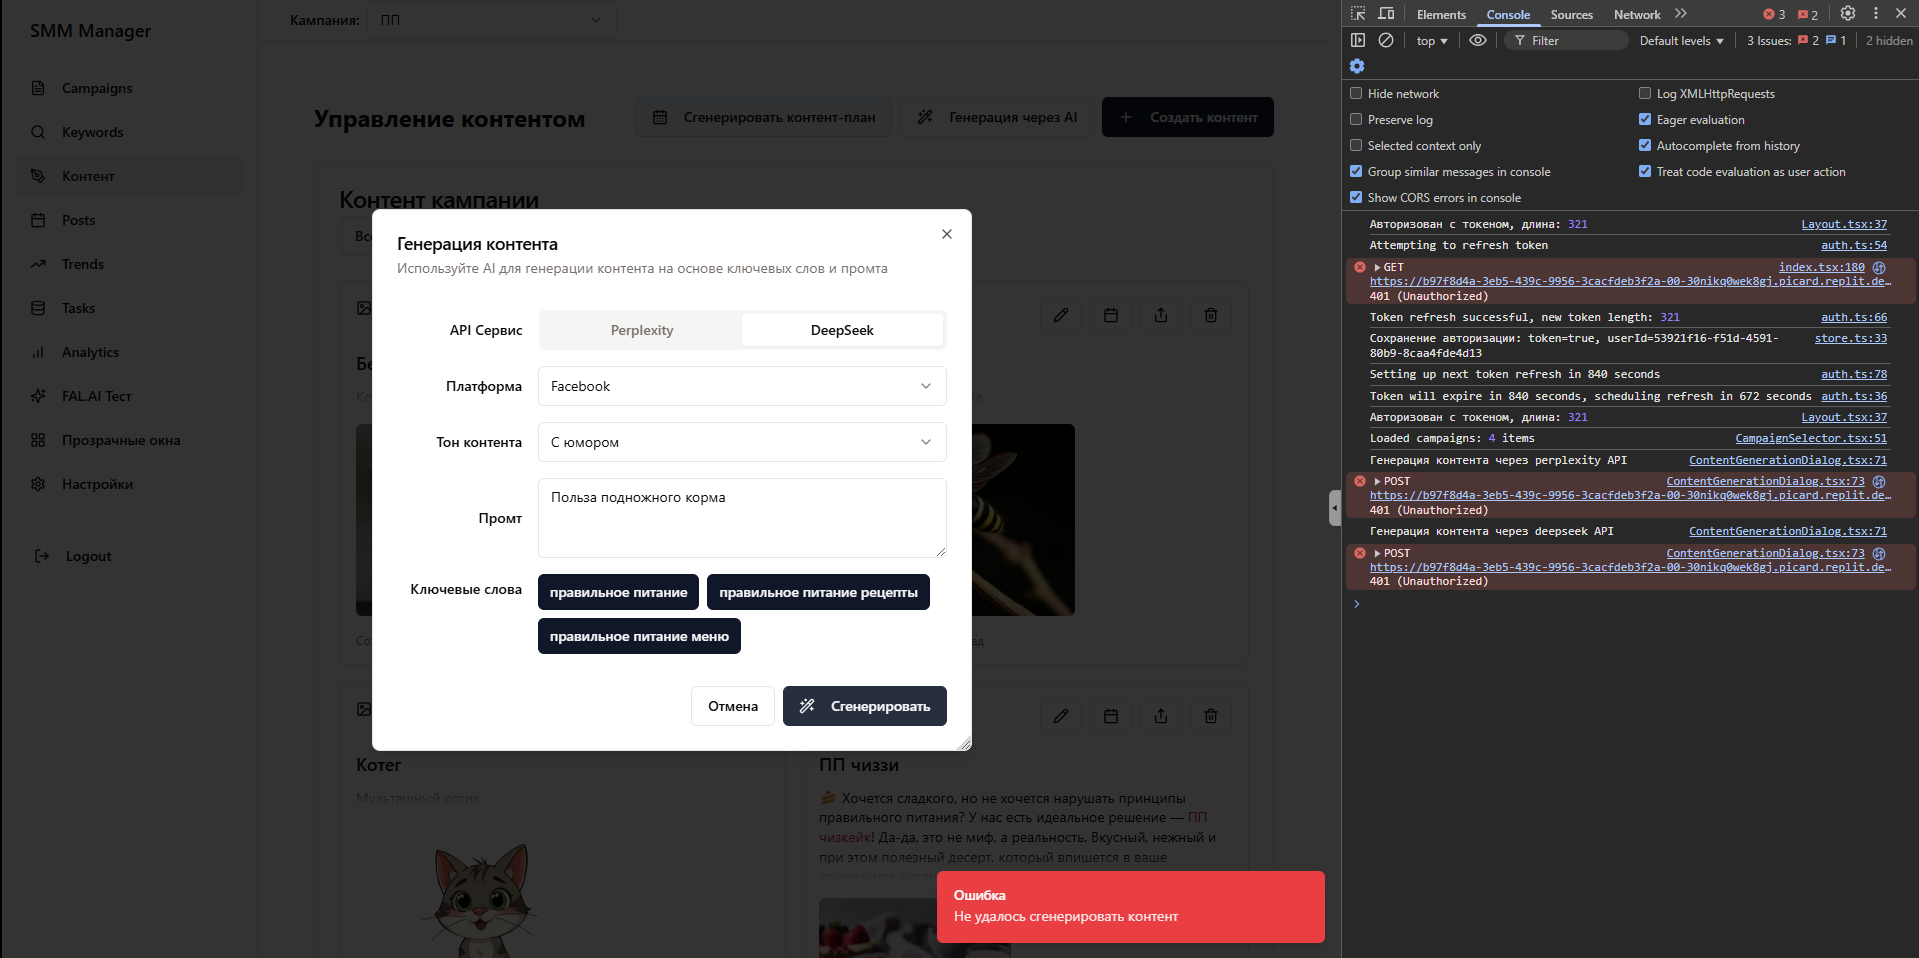 SMM Manager
Campaigns
Keywords
Контент
Posts
Trends
Tasks
Analytics
FAL.AI Тест
Прозрачные окна
Настройки
Logout
Кампания: ПП
Управление контентом
Сгенерировать контент-план
Генерация через AI
Создать контент
Контент кампании
Генерация контента
Используйте AI для генерации контента на основе ключевых слов и промта
API Сервис Perplexity DeepSeek
Платформа Facebook
Тон контента С юмором
Промт Польза подножного корма
Ключевые слова правильное питание правильное питание рецепты
правильное питание меню
Отмена Сгенерировать
Котег
Мультяшный котик.
ПП чиззи
Хочется сладкого, но не хочется нарушать принципы
правильного питания? У нас есть идеальное решение — ПП
чизкейк! Да-да, это не миф, а реальность. Вкусный, нежный и
при этом полезный десерт, который впишется в ваше
Ошибка
Не удалось сгенерировать контент
Elements Console Sources Network 3 2
top Filter Default levels 3 Issues: 2 1 2 hidden
Hide network Log XMLHttpRequests
Preserve log Eager evaluation
Selected context only Autocomplete from history
Group similar messages in console Treat code evaluation as user action
Show CORS errors in console
Авторизован с токеном, длина: 321 Layout.tsx:37
Attempting to refresh token auth.ts:54
GET index.tsx:180
https://b97f8d4a-3eb5-439c-9956-3cacfdeb3f2a-00-30nikq0wek8gj.picard.replit.de…
401 (Unauthorized)
Token refresh successful, new token length: 321 auth.ts:66
Сохранение авторизации: token=true, userId=53921f16-f51d-4591- store.ts:33
80b9-8caa4fde4d13
Setting up next token refresh in 840 seconds auth.ts:78
Token will expire in 840 seconds, scheduling refresh in 672 seconds auth.ts:36
Авторизован с токеном, длина: 321 Layout.tsx:37
Loaded campaigns: 4 items CampaignSelector.tsx:51
Генерация контента через perplexity API ContentGenerationDialog.tsx:71
POST ContentGenerationDialog.tsx:73
https://b97f8d4a-3eb5-439c-9956-3cacfdeb3f2a-00-30nikq0wek8gj.picard.replit.de…
401 (Unauthorized)
Генерация контента через deepseek API ContentGenerationDialog.tsx:71
POST ContentGenerationDialog.tsx:73
https://b97f8d4a-3eb5-439c-9956-3cacfdeb3f2a-00-30nikq0wek8gj.picard.replit.de…
401 (Unauthorized)